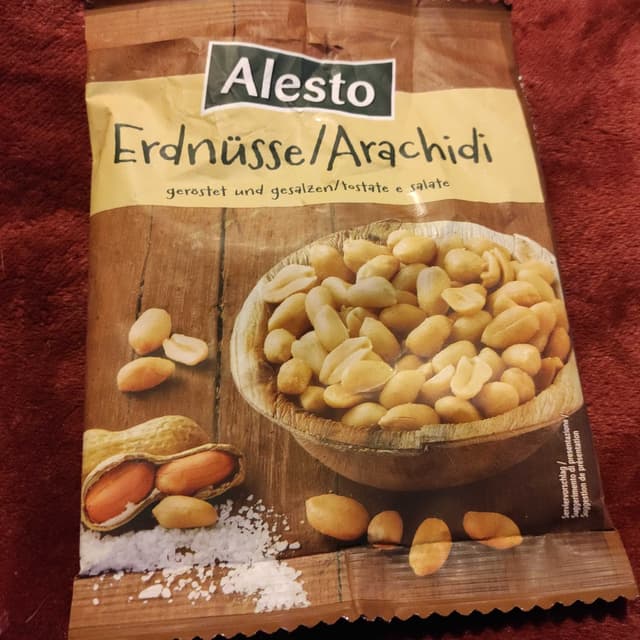 Alesto
Erdnüsse/Arachidi
geröstet und gesalzen/tostate e salate
Serviervorschlag/
Suggerimento di presentazione/
Suggestion de présentation